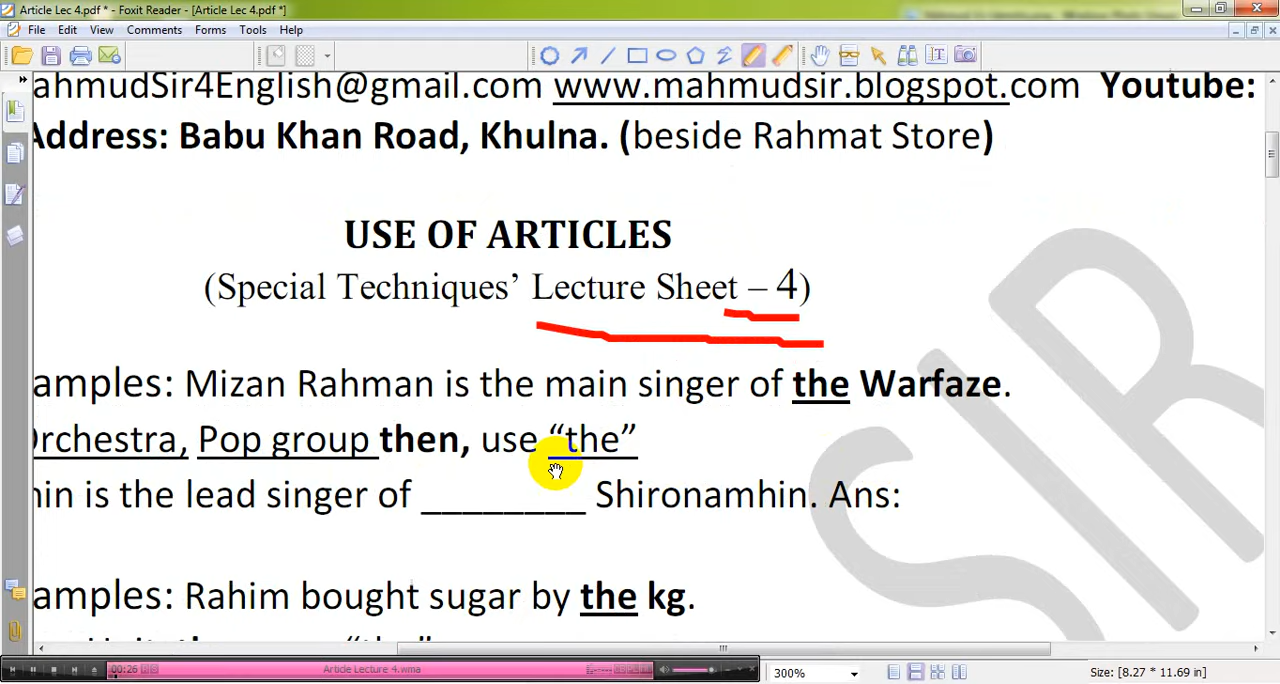 Article Lec 4.pdf * - Foxit Reader - [Article Lec 4.pdf *]
File Edit View Comments Forms Tools Help
ahmudSir4English@gmail.com www.mahmudsir.blogspot.com Youtube:
Address: Babu Khan Road, Khulna. (beside Rahmat Store)
USE OF ARTICLES
(Special Techniques’ Lecture Sheet – 4)
amples: Mizan Rahman is the main singer of the Warfaze.
Orchestra, Pop group then, use “the”
hin is the lead singer of ________ Shironamhin. Ans:
amples: Rahim bought sugar by the kg.
SIR
00:26
Article Lecture 4.wma
300%
Size: [8.27 * 11.69 in]